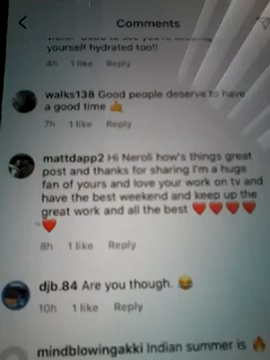 Comments
yourself hydrated too!!
4h 1 like Reply
walks138 Good people deserve to have
a good time 🤙
7h 1 like Reply
mattdapp2 Hi Neroli how's things great
post and thanks for sharing I'm a huge
fan of yours and love your work on tv and
have the best weekend and keep up the
great work and all the best ❤️❤️❤️❤️
❤️
8h 1 like Reply
djb.84 Are you though. 😂
10h 1 like Reply
mindblowingakki Indian summer is 🔥